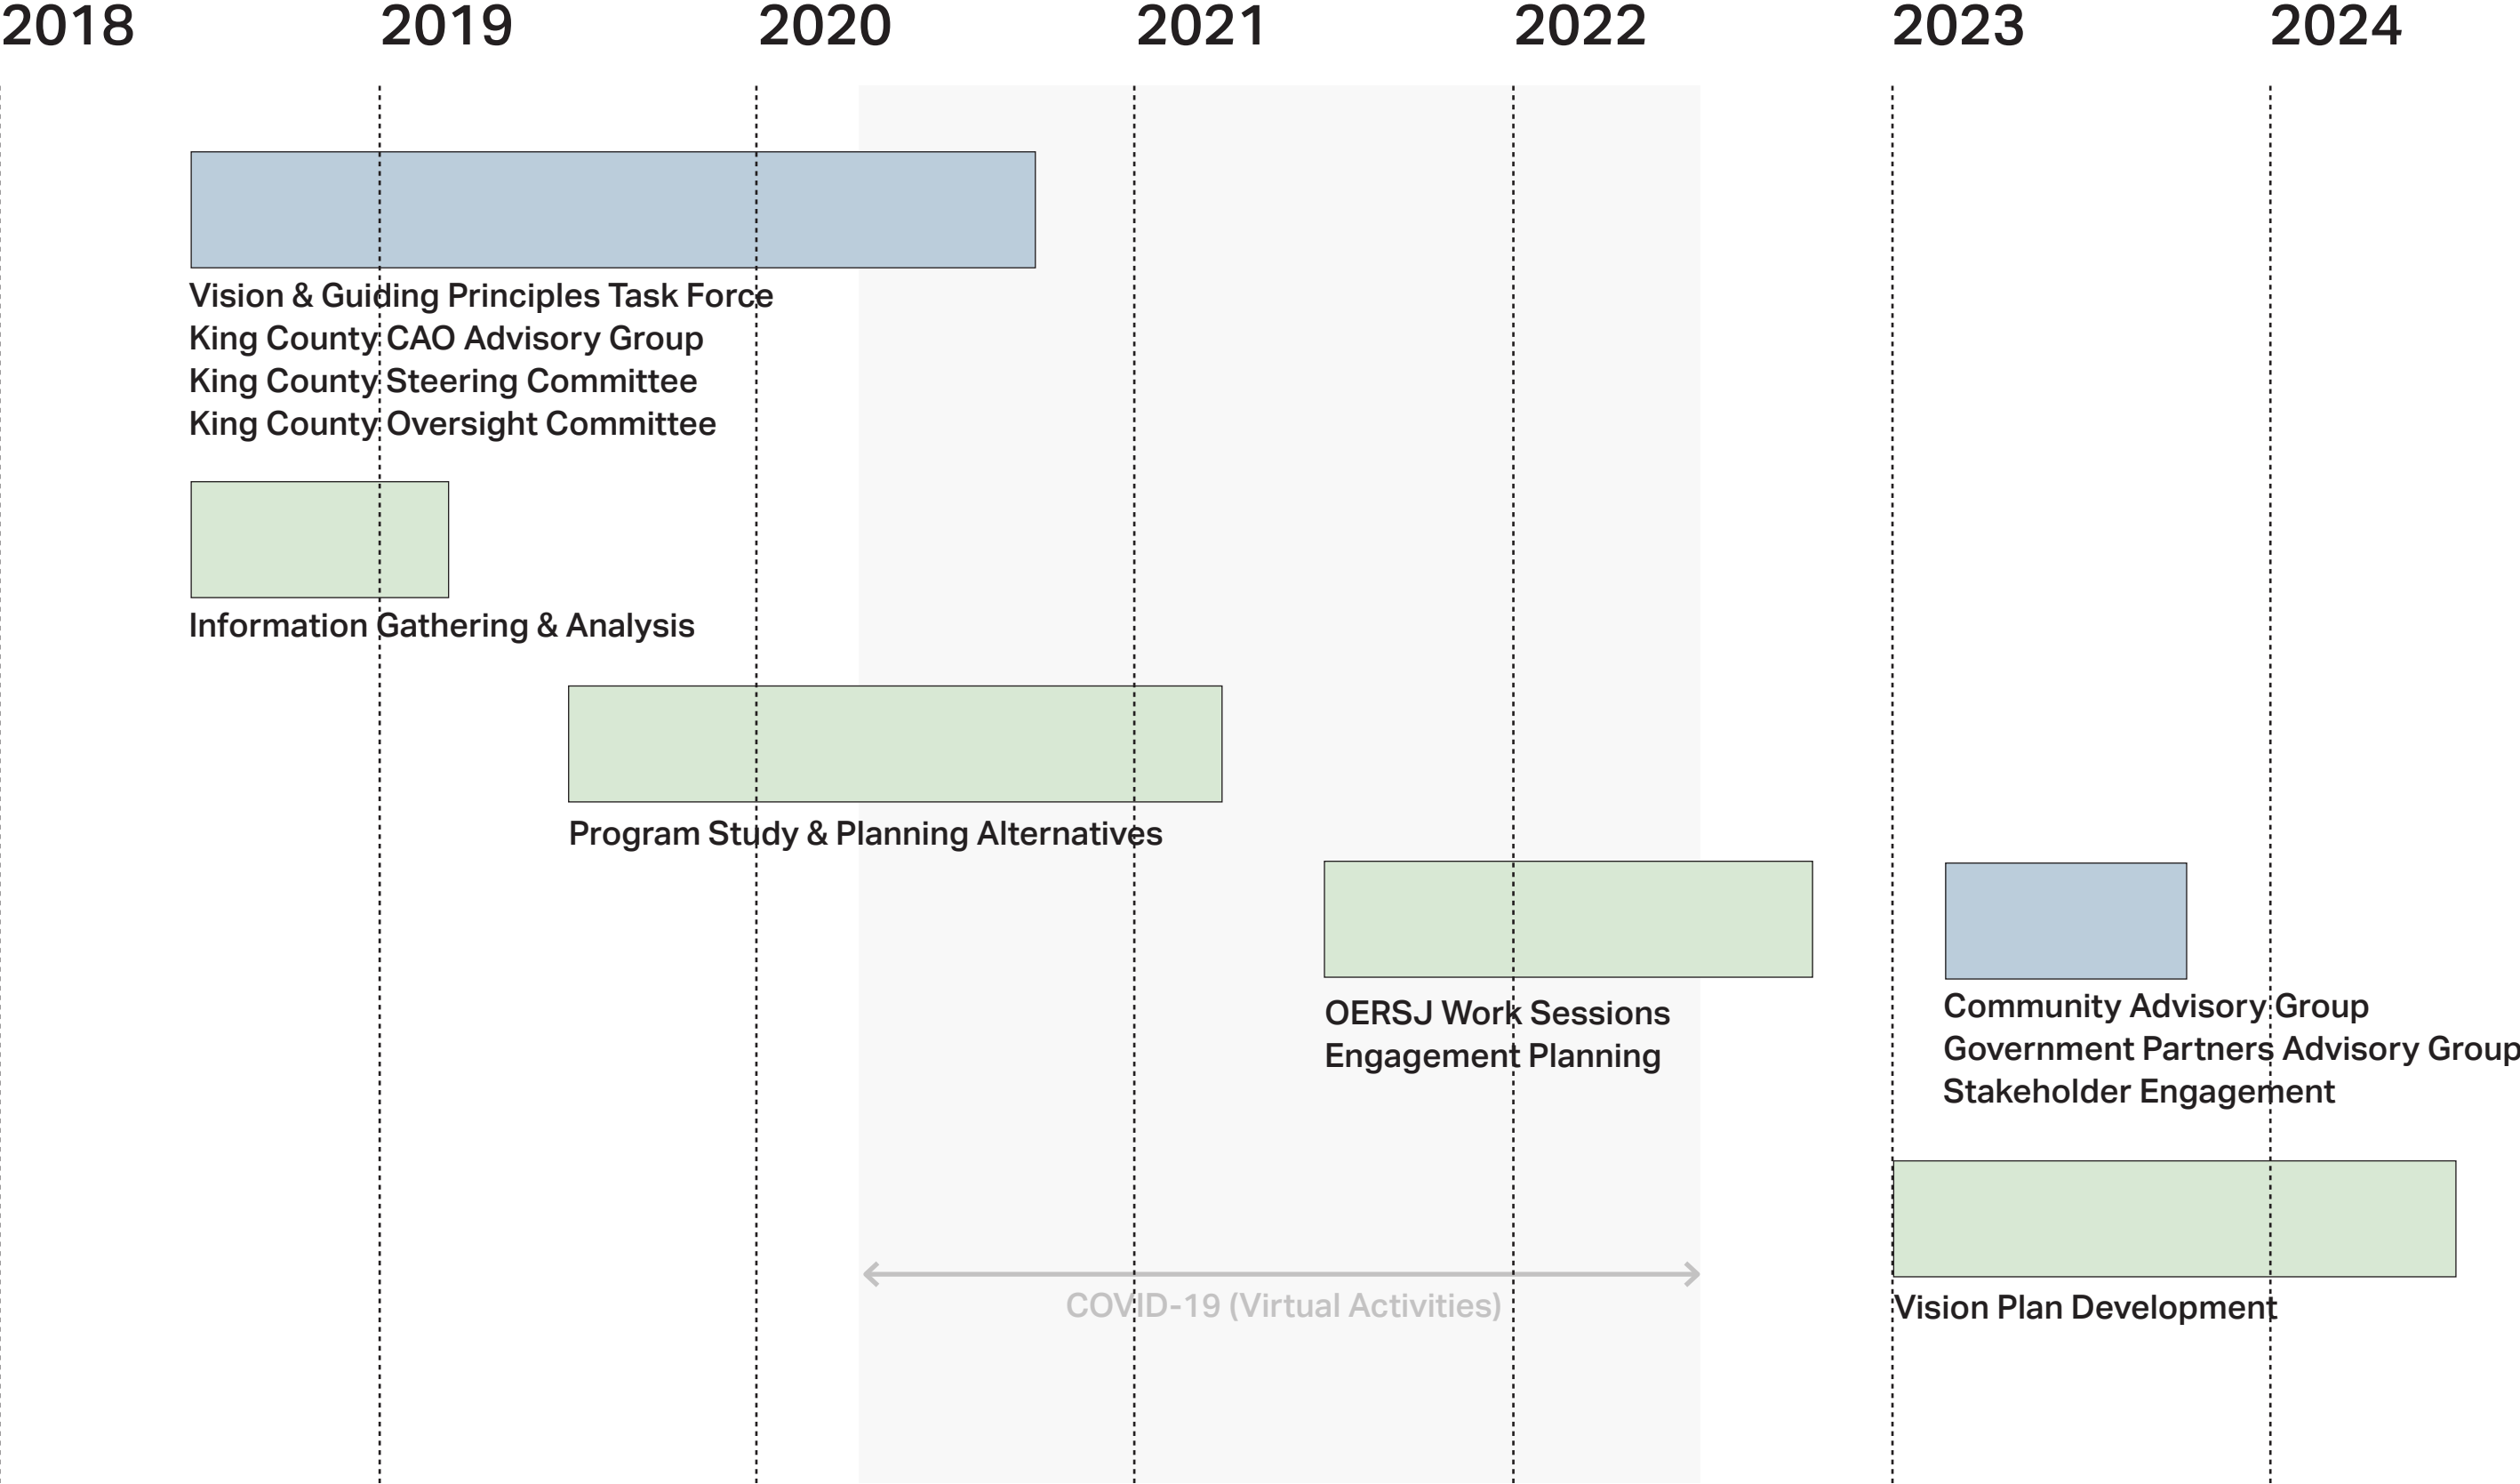 2018 2019 2020 2021 2022 2023 2024
Vision & Guiding Principles Task Force
King County CAO Advisory Group
King County Steering Committee
King County Oversight Committee
Information Gathering & Analysis
Program Study & Planning Alternatives
OERSJ Work Sessions
Engagement Planning
Community Advisory Group
Government Partners Advisory Group
Stakeholder Engagement
COVID-19 (Virtual Activities)
Vision Plan Development